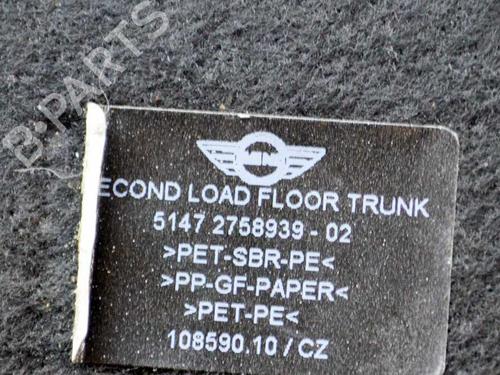 B-PARTS
MINI
ECOND LOAD FLOOR TRUNK
5147 2758939 - 02
>PET-SBR-PE<
>PP-GF-PAPER<
>PET-PE<
108590.10 / CZ